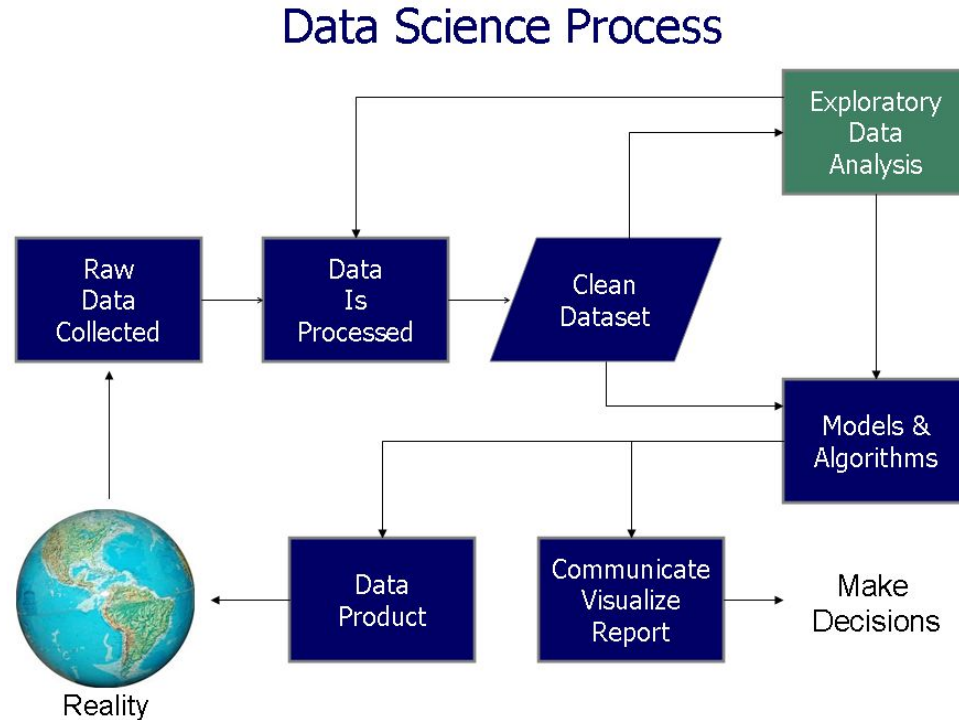 Data Science Process
Exploratory
Data
Analysis
Raw
Data
Collected
Data
Is
Processed
Clean
Dataset
Models &
Algorithms
Data
Product
Communicate
Visualize
Report
Make
Decisions
Reality